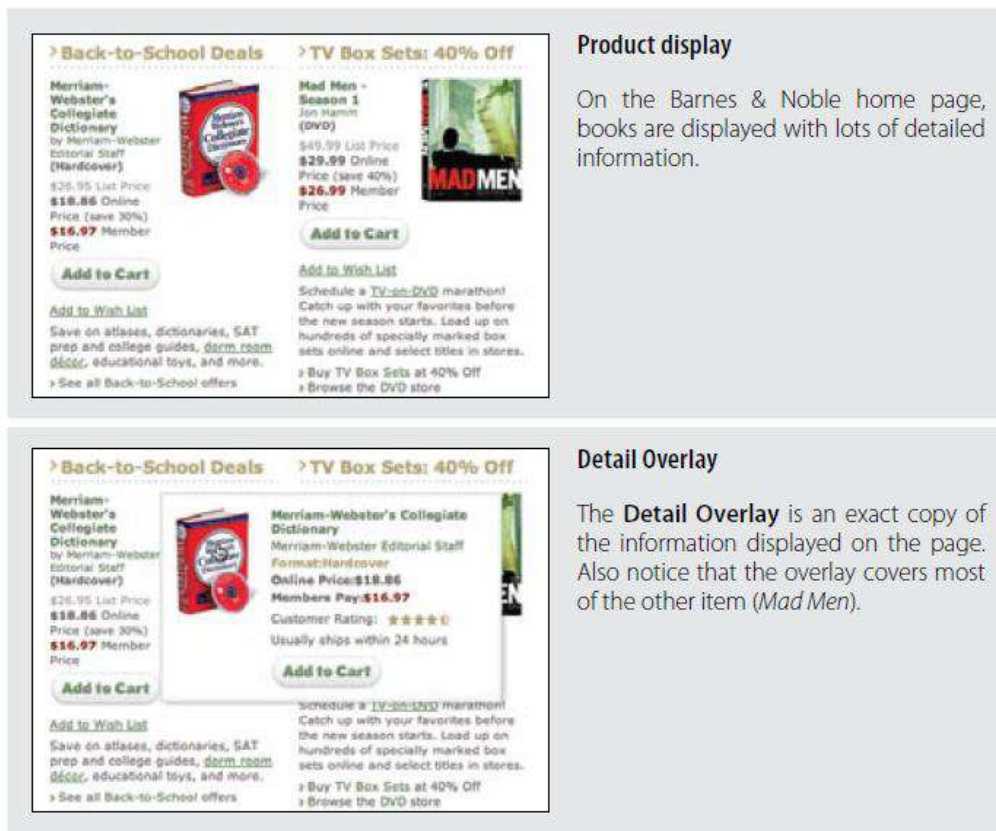 >Back-to-School Deals
Merriam-
Webster's
Collegiate
Dictionary
by Merriam-Webster
Editorial Staff
(Hardcover)
$26.95 List Price
$18.86 Online
Price (save 30%)
$16.97 Member
Price
Add to Cart
Add to Wish List
Save on atlases, dictionaries, SAT
prep and college guides, dorm room
décor, educational toys, and more.
› See all Back-to-School offers
>TV Box Sets: 40% Off
Mad Men -
Season 1
Jon Hamm
(DVD)
$49.99 List Price
$29.99 Online
Price (save 40%)
$26.99 Member
Price
MADMEN
Add to Cart
Add to Wish List
Schedule a TV-on-DVD marathon!
Catch up with your favorites before
the new season starts. Load up on
hundreds of specially marked box
sets online and select titles in stores.
› Buy TV Box Sets at 40% Off
› Browse the DVD store
Product display
On the Barnes & Noble home page,
books are displayed with lots of detailed
information.
>Back-to-School Deals
>TV Box Sets: 40% Off
Merriam-
Webster's
Collegiate
Dictionary
by Merriam-Webster
Editorial Staff
(Hardcover)
$26.95 List Price
$18.86 Online
Price (save 30%)
$16.97 Member
Price
Add to Cart
Add to Wish List
Save on atlases, dictionaries, SAT
prep and college guides, dorm room
décor, educational toys, and more.
› See all Back-to-School offers
Merriam-Webster's Collegiate
Dictionary
Merriam-Webster Editorial Staff
Format:Hardcover
Online Price:$18.86
Members Pay:$16.97
Customer Rating:
Usually ships within 24 hours
Add to Cart
EN
Schedule a TV-on-DVD marathon!
Catch up with your favorites before
the new season starts. Load up on
hundreds of specially marked box
sets online and select titles in stores.
› Buy TV Box Sets at 40% Off
› Browse the DVD store
Detail Overlay
The Detail Overlay is an exact copy of
the information displayed on the page.
Also notice that the overlay covers most
of the other item (Mad Men).